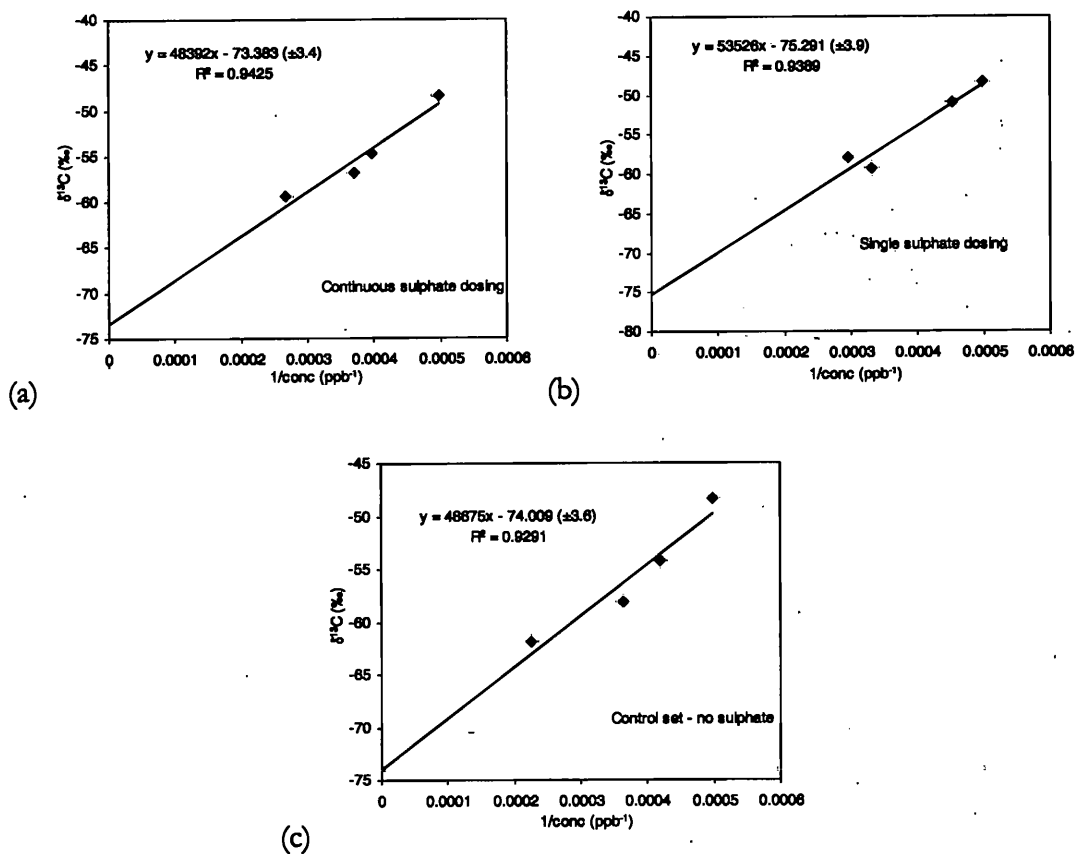 y = 48392x - 73.383 (±3.4)
R² = 0.9425
-40
-45
-50
-55
-60
-65
-70
-75
δ¹³C (‰)
Continuous sulphate dosing
0 0.0001 0.0002 0.0003 0.0004 0.0005 0.0006
1/conc (ppb⁻¹)
(a)
y = 53526x - 75.291 (±3.9)
R² = 0.9389
-40
-45
-50
-55
-60
-65
-70
-75
-80
δ¹³C (‰)
Single sulphate dosing
0 0.0001 0.0002 0.0003 0.0004 0.0005 0.0006
1/conc (ppb⁻¹)
(b)
y = 48675x - 74.009 (±3.6)
R² = 0.9291
-45
-50
-55
-60
-65
-70
-75
δ¹³C (‰)
Control set - no sulphate
0 0.0001 0.0002 0.0003 0.0004 0.0005 0.0006
1/conc (ppb⁻¹)
(c)